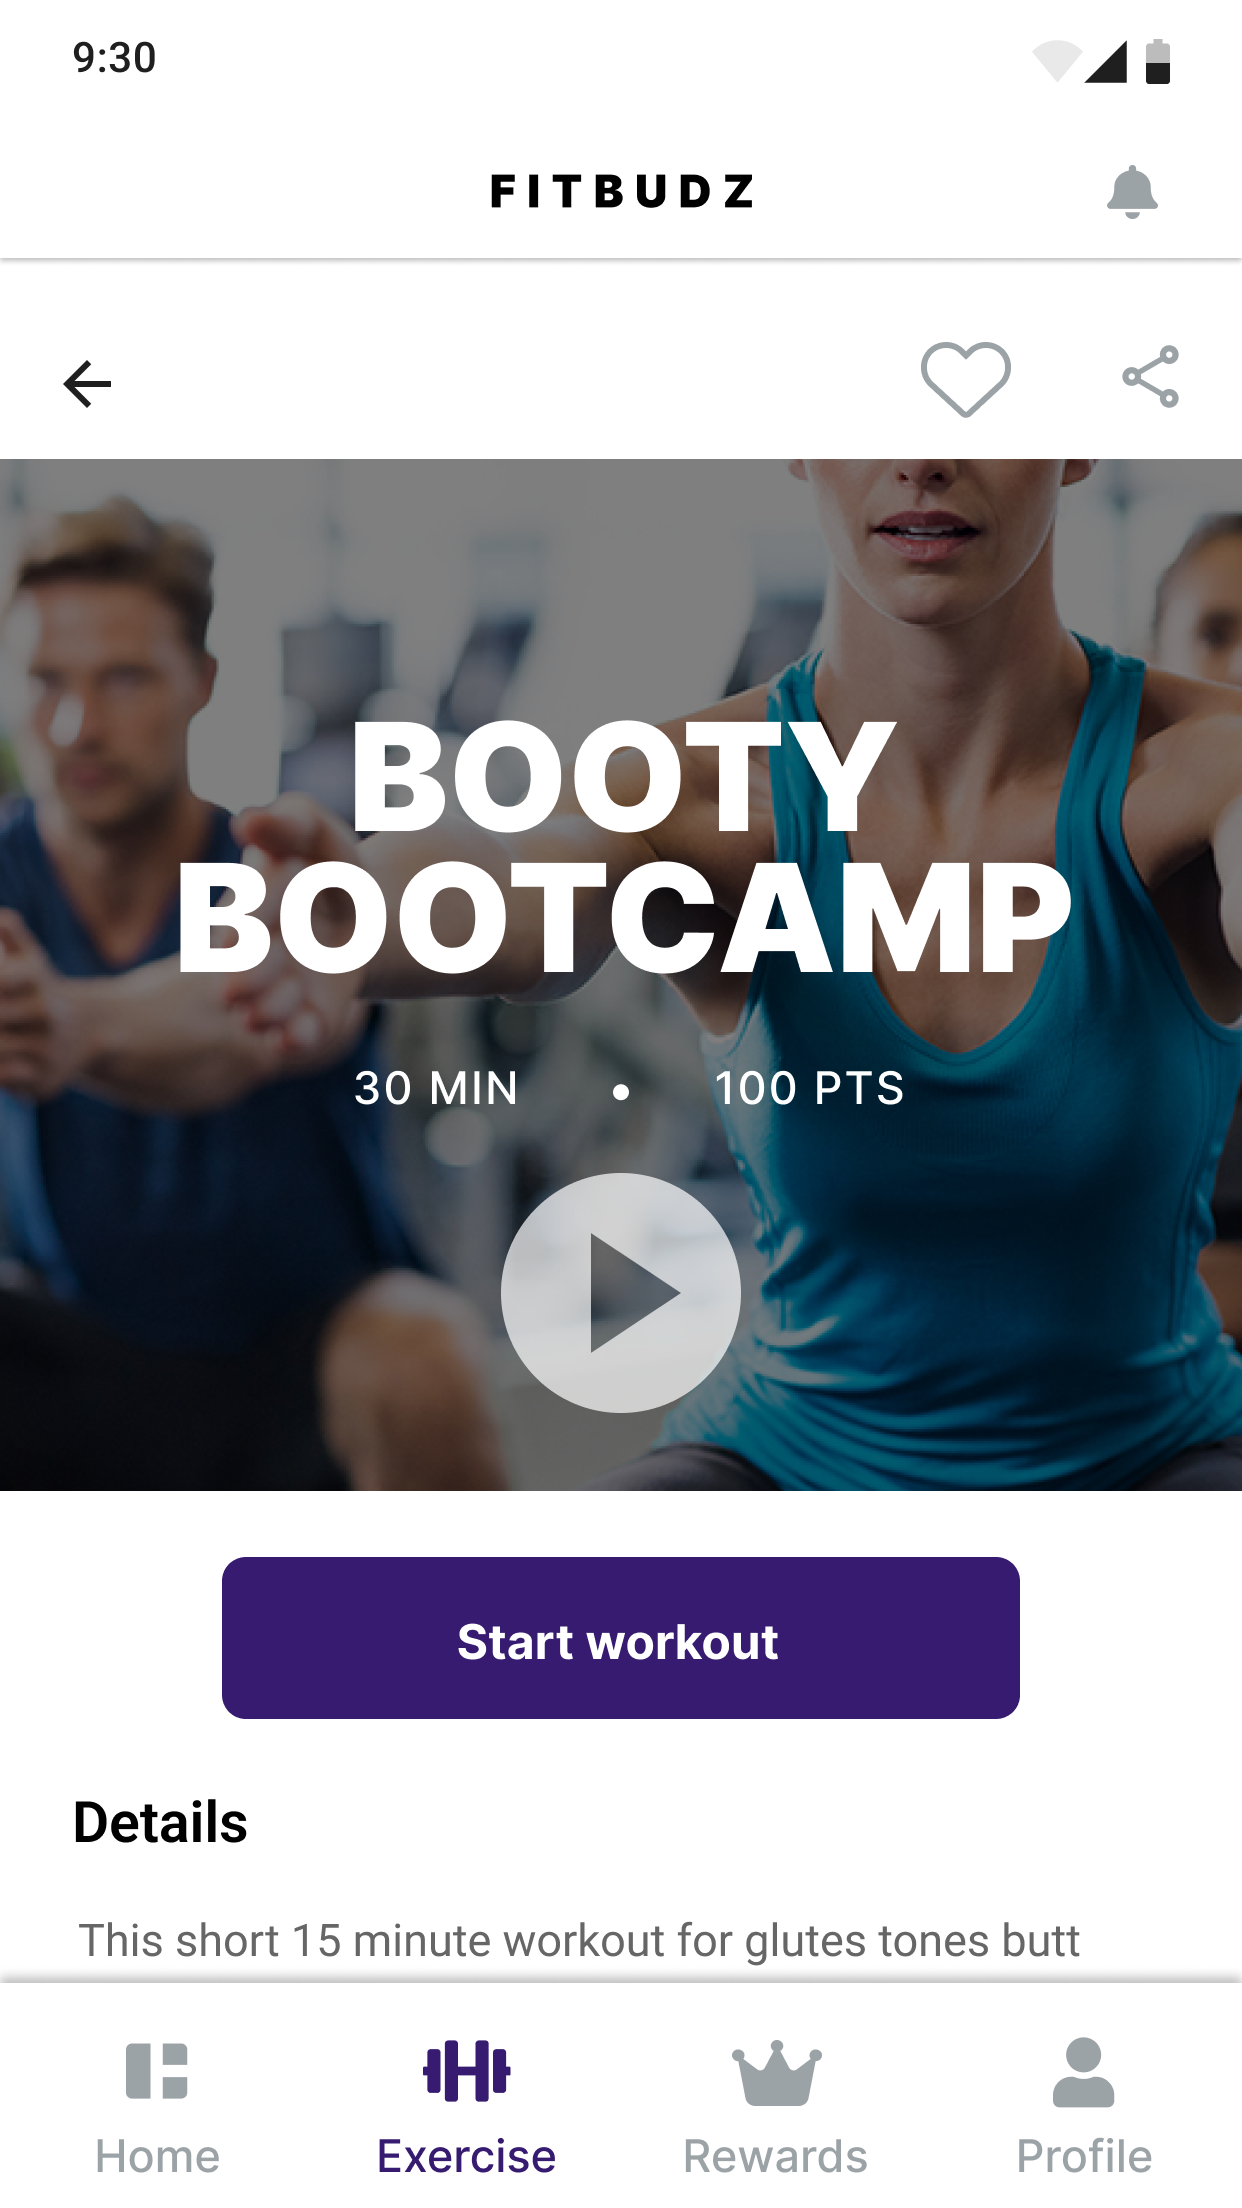 9:30
FITBUDZ
BOOTY
BOOTCAMP
30 MIN • 100 PTS
Start workout
Details
This short 15 minute workout for glutes tones butt
Home Exercise Rewards Profile